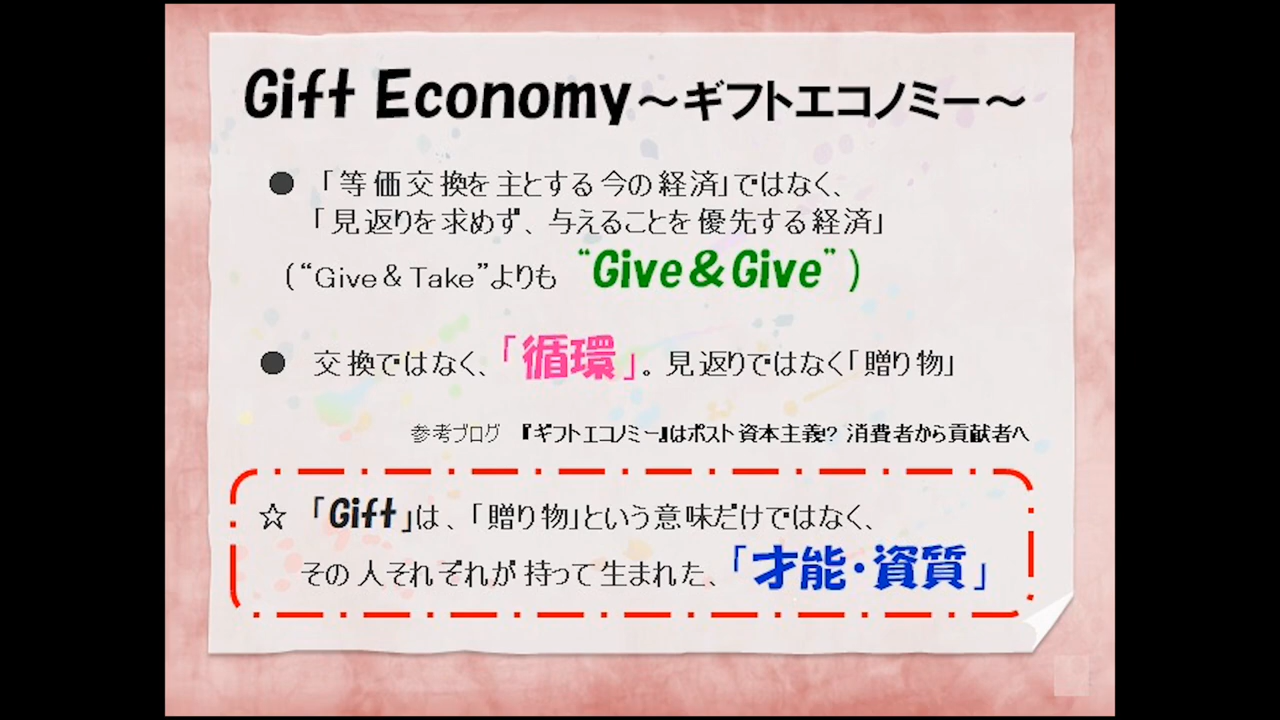 Gift Economy～ギフトエコノミー～
● 「等価交換を主とする今の経済」ではなく、
「見返りを求めず、与えることを優先する経済」
(“Give＆Take”よりも “Give＆Give”)
● 交換ではなく、「循環」。見返りではなく「贈り物」
参考ブログ 『ギフトエコノミー』はポスト資本主義!? 消費者から貢献者へ
☆ 「Gift」は、「贈り物」という意味だけではなく、
その人それぞれが持って生まれた、「才能・資質」